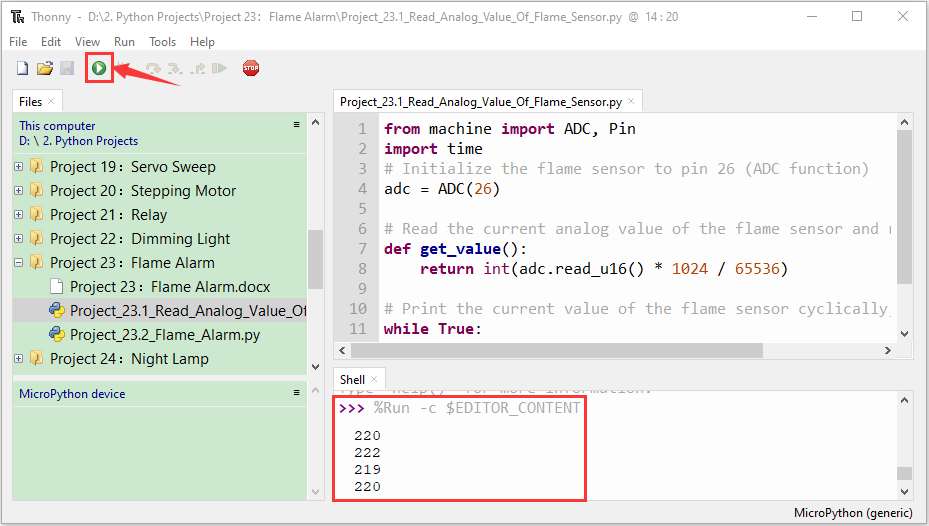 Thonny - D:\2. Python Projects\Project 23：Flame Alarm\Project_23.1_Read_Analog_Value_Of_Flame_Sensor.py @ 14:20
File Edit View Run Tools Help
STOP
Files
Project_23.1_Read_Analog_Value_Of_Flame_Sensor.py
This computer
D: \ 2. Python Projects
Project 19：Servo Sweep
Project 20：Stepping Motor
Project 21：Relay
Project 22：Dimming Light
Project 23：Flame Alarm
Project 23：Flame Alarm.docx
Project_23.1_Read_Analog_Value_Of
Project_23.2_Flame_Alarm.py
Project 24：Night Lamp
MicroPython device
1 from machine import ADC, Pin
2 import time
3 # Initialize the flame sensor to pin 26 (ADC function)
4 adc = ADC(26)
5
6 # Read the current analog value of the flame sensor and
7 def get_value():
8 return int(adc.read_u16() * 1024 / 65536)
9
10 # Print the current value of the flame sensor cyclically,
11 while True:
Shell
Type "help()" for more information.
>>> %Run -c $EDITOR_CONTENT
220
222
219
220
MicroPython (generic)